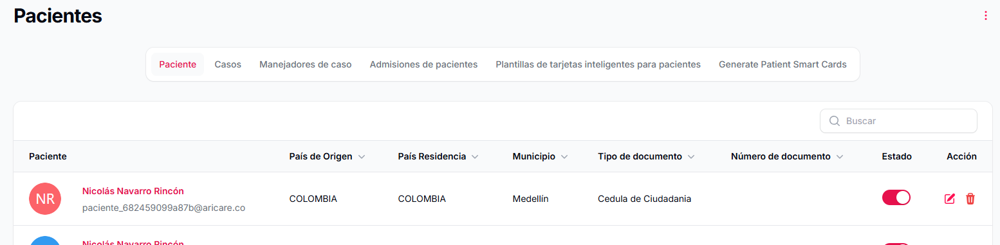 Pacientes
Paciente Casos Manejadores de caso Admisiones de pacientes Plantillas de tarjetas inteligentes para pacientes Generate Patient Smart Cards
Buscar
Paciente País de Origen País Residencia Municipio Tipo de documento Número de documento Estado Acción
NR
Nicolás Navarro Rincón
paciente_682459099a87b@aricare.co
COLOMBIA COLOMBIA Medellín Cedula de Ciudadania
Nicolás Navarro Rincón